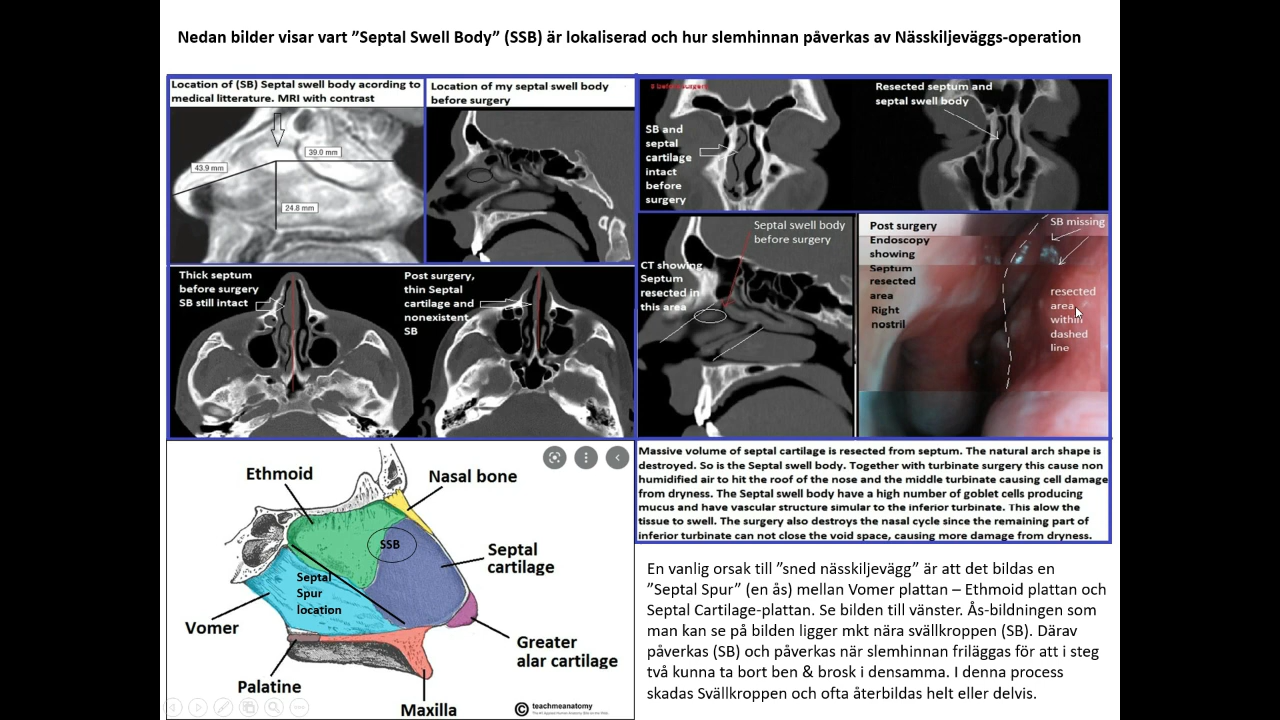 Nedan bilder visar vart ”Septal Swell Body” (SSB) är lokaliserad och hur slemhinnan påverkas av Nässkiljeväggs-operation
Location of (SB) Septal swell body acording to
medical litterature. MRI with contrast
43.9 mm
39.0 mm
24.8 mm
Location of my septal swell body
before surgery
Thick septum
before surgery
SB still intact
Post surgery,
thin Septal
cartilage and
nonexistent
SB
before surgery
SB and
septal
cartilage
intact
before
surgery
Resected septum and
septal swell body
Septal swell body
before surgery
CT showing
Septum
resected in
this area
Post surgery
Endoscopy
showing
Septum
resected
area
Right
nostril
SB missing
resected
area
within
dashed
line
Massive volume of septal cartilage is resected from septum. The natural arch shape is
destroyed. So is the Septal swell body. Together with turbinate surgery this cause non
humidified air to hit the roof of the nose and the middle turbinate causing cell damage
from dryness. The Septal swell body have a high number of goblet cells producing
mucus and have vascular structure simular to the inferior turbinate. This alow the
tissue to swell. The surgery also destroys the nasal cycle since the remaining part of
inferior turbinate can not close the void space, causing more damage from dryness.
Ethmoid
Nasal bone
SSB
Septal
cartilage
Septal
Spur
location
Vomer
Greater
alar cartilage
Palatine
Maxilla
© teachmeanatomy
En vanlig orsak till ”sned nässkiljevägg” är att det bildas en
”Septal Spur” (en ås) mellan Vomer plattan – Ethmoid plattan och
Septal Cartilage-plattan. Se bilden till vänster. Ås-bildningen som
man kan se på bilden ligger mkt nära svällkroppen (SB). Därav
påverkas (SB) och påverkas när slemhinnan friläggas för att i steg
två kunna ta bort ben & brosk i densamma. I denna process
skadas Svällkroppen och ofta återbildas helt eller delvis.